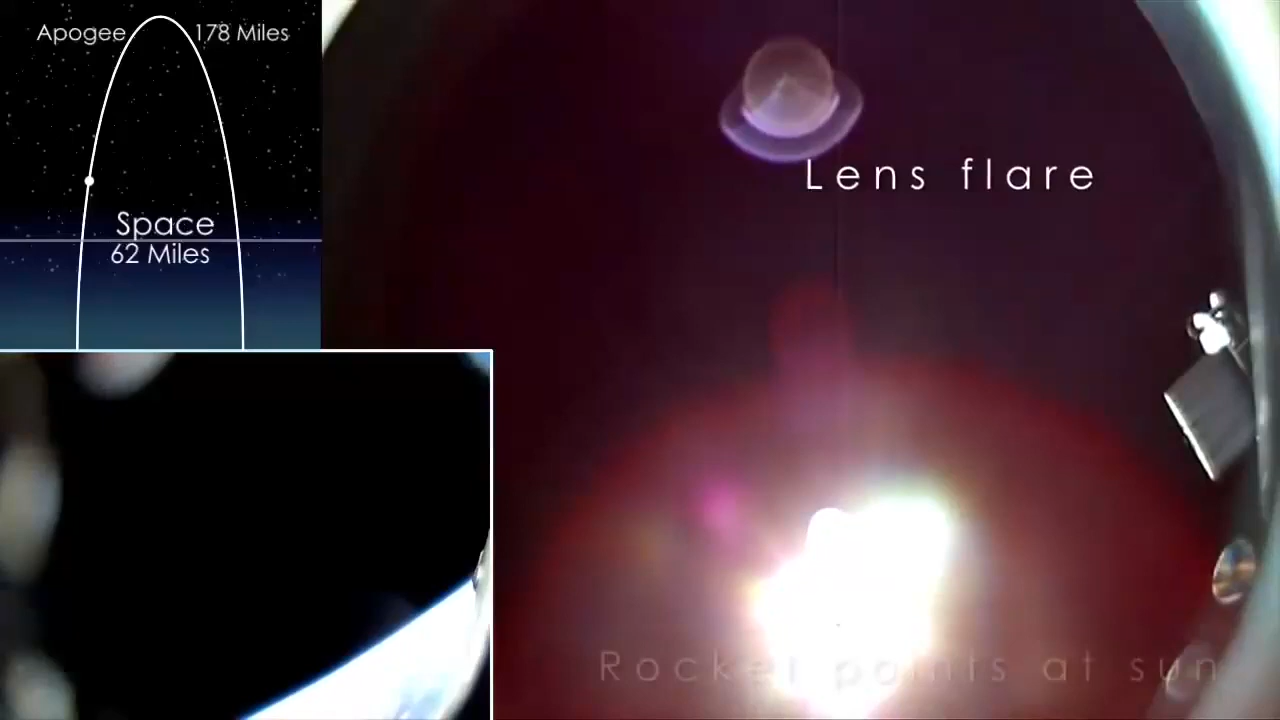 Apogee 178 Miles
Space
62 Miles
Lens flare
Rocket points at sun